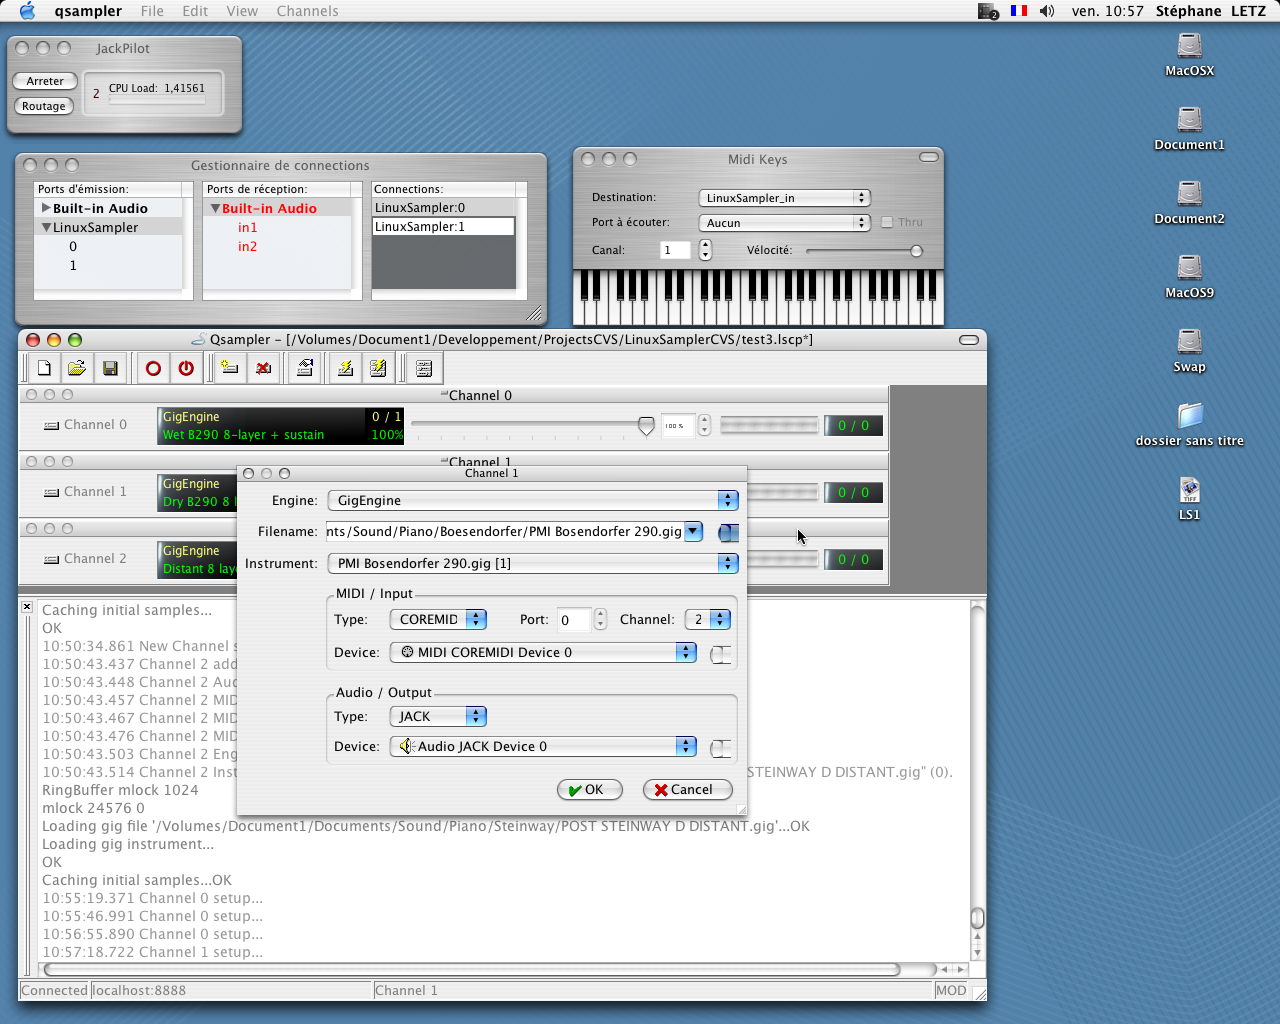 qsampler File Edit View Channels
2 ven. 10:57 Stéphane LETZ
JackPilot
Arreter
Routage
2 CPU Load: 1,41561
Gestionnaire de connections
Ports d'émission:
Built-in Audio
LinuxSampler
0
1
Ports de réception:
Built-in Audio
in1
in2
Connections:
LinuxSampler:0
LinuxSampler:1
Midi Keys
Destination: LinuxSampler_in
Port à écouter: Aucun Thru
Canal: 1 Vélocité:
MacOSX
Document1
Document2
MacOS9
Swap
dossier sans titre
TIFF
LS1
Qsampler - [/Volumes/Document1/Developpement/ProjectsCVS/LinuxSamplerCVS/test3.lscp*]
Channel 0
Channel 0
GigEngine 0 / 1
Wet B290 8-layer + sustain 100%
100 %
0 / 0
Channel 1
Channel 1
GigEngine
Dry B290 8 l
0 / 0
Channel 2
GigEngine
Distant 8 lay
0 / 0
Channel 1
Engine: GigEngine
Filename: nts/Sound/Piano/Boesendorfer/PMI Bosendorfer 290.gig
Instrument: PMI Bosendorfer 290.gig [1]
MIDI / Input
Type: COREMID Port: 0 Channel: 2
Device: MIDI COREMIDI Device 0
Audio / Output
Type: JACK
Device: Audio JACK Device 0
OK Cancel
Caching initial samples...
OK
10:50:34.861 New Channel s
10:50:43.437 Channel 2 add
10:50:43.448 Channel 2 Aud
10:50:43.457 Channel 2 MID
10:50:43.467 Channel 2 MID
10:50:43.476 Channel 2 MID
10:50:43.503 Channel 2 Eng
10:50:43.514 Channel 2 Inst STEINWAY D DISTANT.gig" (0).
RingBuffer mlock 1024
mlock 24576 0
Loading gig file '/Volumes/Document1/Documents/Sound/Piano/Steinway/POST STEINWAY D DISTANT.gig'...OK
Loading gig instrument...
OK
Caching initial samples...OK
10:55:19.371 Channel 0 setup...
10:55:46.991 Channel 0 setup...
10:56:55.890 Channel 0 setup...
10:57:18.722 Channel 1 setup...
Connected localhost:8888 Channel 1 MOD